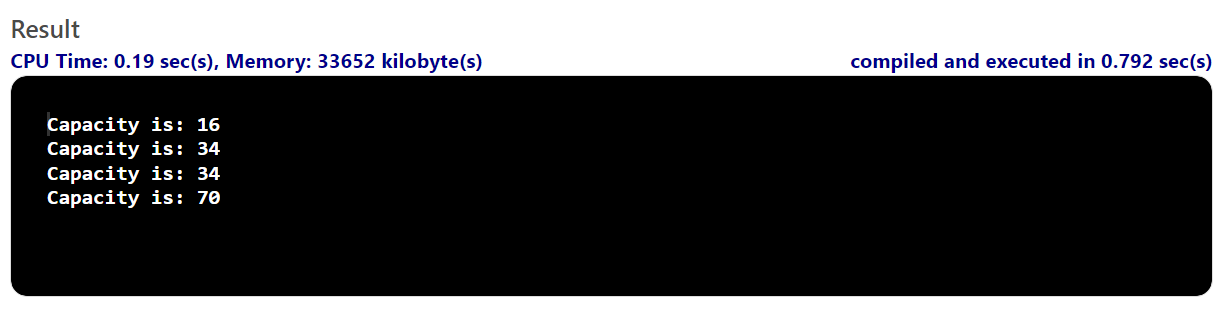 Result
CPU Time: 0.19 sec(s), Memory: 33652 kilobyte(s)
compiled and executed in 0.792 sec(s)
Capacity is: 16
Capacity is: 34
Capacity is: 34
Capacity is: 70